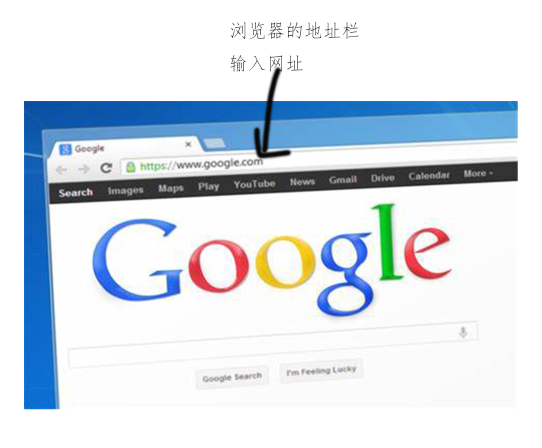 浏览器的地址栏
输入网址
Google
https://www.google.com
Search Images Maps Play YouTube News Gmail Drive Calendar More
Google
Google Search I'm Feeling Lucky